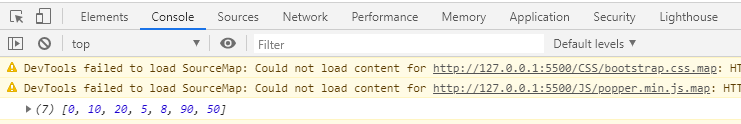 Elements Console Sources Network Performance Memory Application Security Lighthouse
top Filter Default levels
DevTools failed to load SourceMap: Could not load content for http://127.0.0.1:5500/CSS/bootstrap.css.map: HT
DevTools failed to load SourceMap: Could not load content for http://127.0.0.1:5500/JS/popper.min.js.map: HTT
(7) [0, 10, 20, 5, 8, 90, 50]